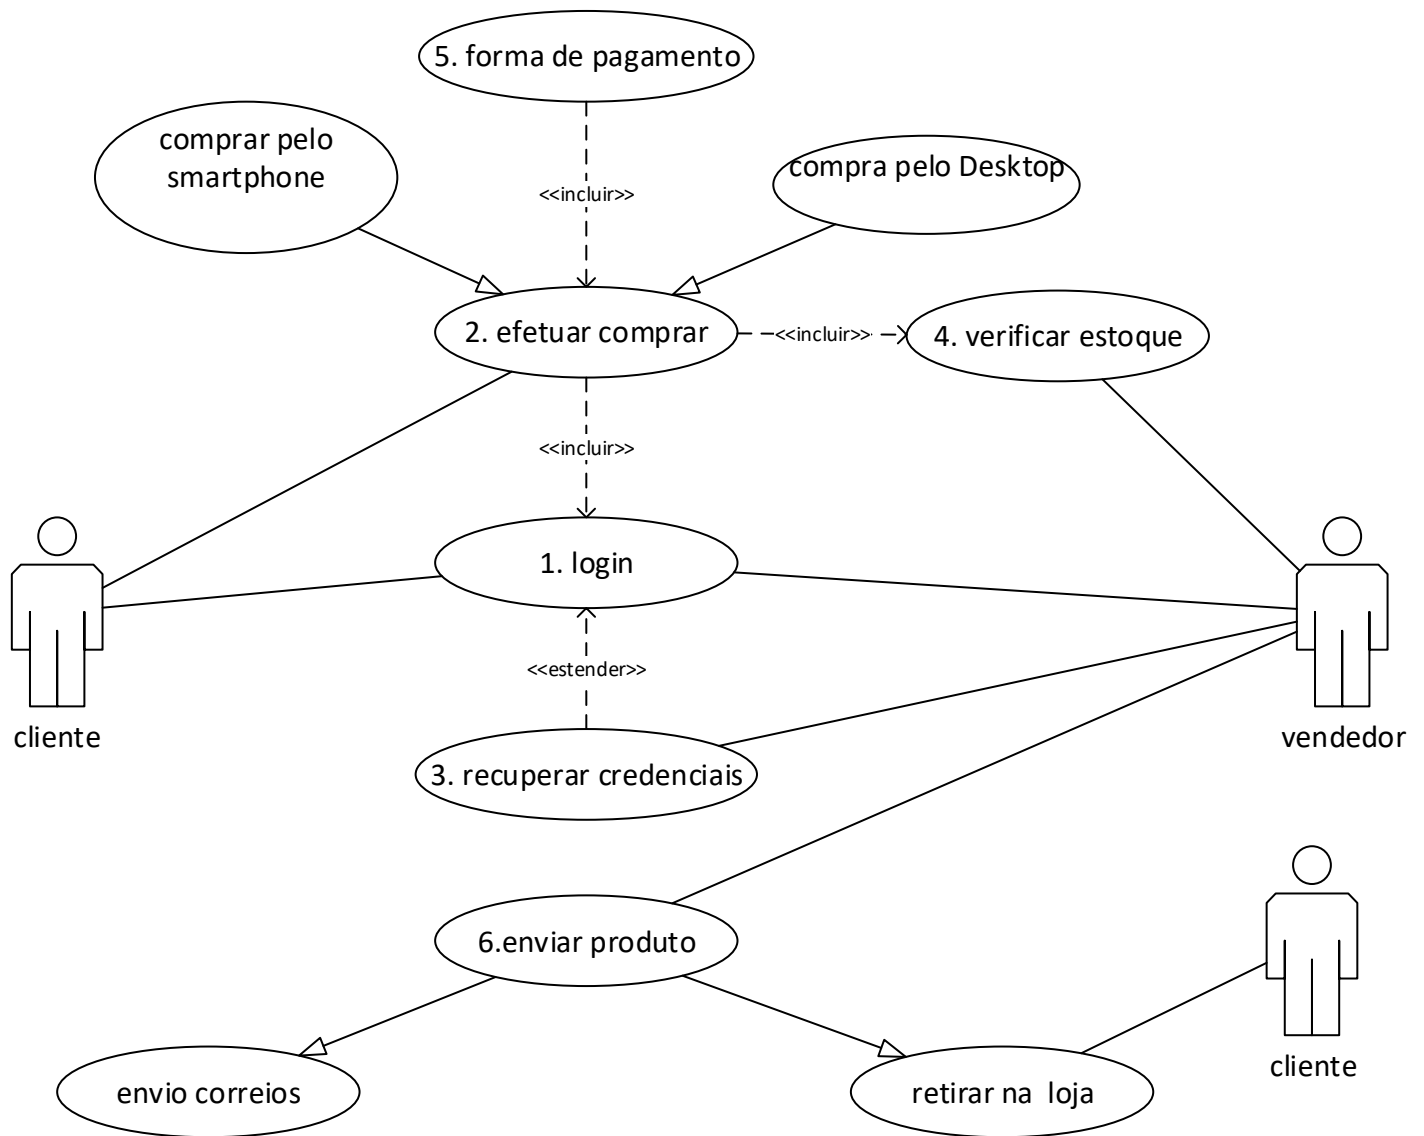 5. forma de pagamento
comprar pelo
smartphone
compra pelo Desktop
<<incluir>>
2. efetuar comprar
<<incluir>>
4. verificar estoque
<<incluir>>
1. login
<<estender>>
cliente
vendedor
3. recuperar credenciais
6.enviar produto
cliente
envio correios
retirar na  loja